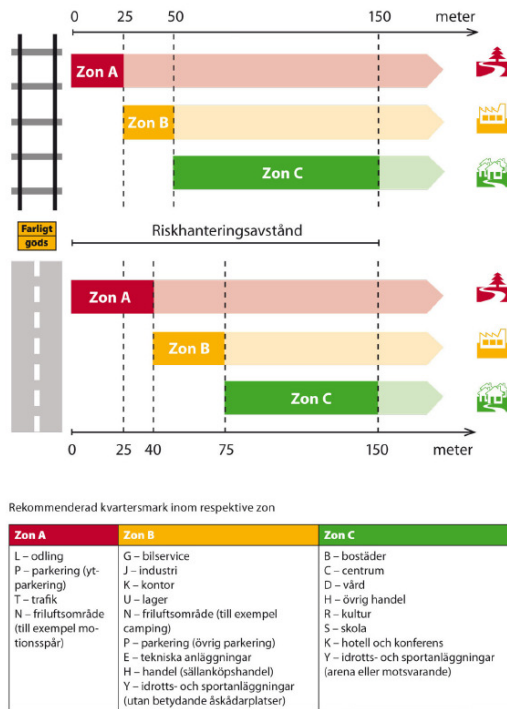 0 25 50 150 meter
Zon A
Zon B
Zon C
Farligt
gods
Riskhanteringsavstånd
Zon A
Zon B
Zon C
0 25 40 75 150 meter
Rekommenderad kvartersmark inom respektive zon
Zon A
L – odling
P – parkering (yt-
parkering)
T – trafik
N – friluftsområde
(till exempel mo-
tionsspår)
Zon B
G – bilservice
J – industri
K – kontor
U – lager
N – friluftsområde (till exempel
camping)
P – parkering (övrig parkering)
E – tekniska anläggningar
H – handel (sällanköpshandel)
Y – idrotts- och sportanläggningar
(utan betydande åskådarplatser)
Zon C
B – bostäder
C – centrum
D – vård
H – övrig handel
R – kultur
S – skola
K – hotell och konferens
Y – idrotts- och sportanläggningar
(arena eller motsvarande)